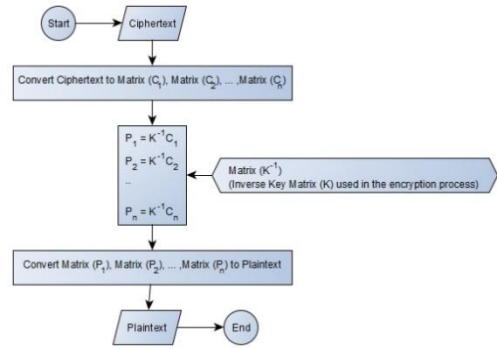 Start
Ciphertext
Convert Ciphertext to Matrix (C₁), Matrix (C₂), ... ,Matrix (Cₙ)
P₁ = K⁻¹C₁
P₂ = K⁻¹C₂
..
Pₙ = K⁻¹Cₙ
Matrix (K⁻¹)
(Inverse Key Matrix (K) used in the encryption process)
Convert Matrix (P₁), Matrix (P₂), ... ,Matrix (Pₙ) to Plaintext
Plaintext
End